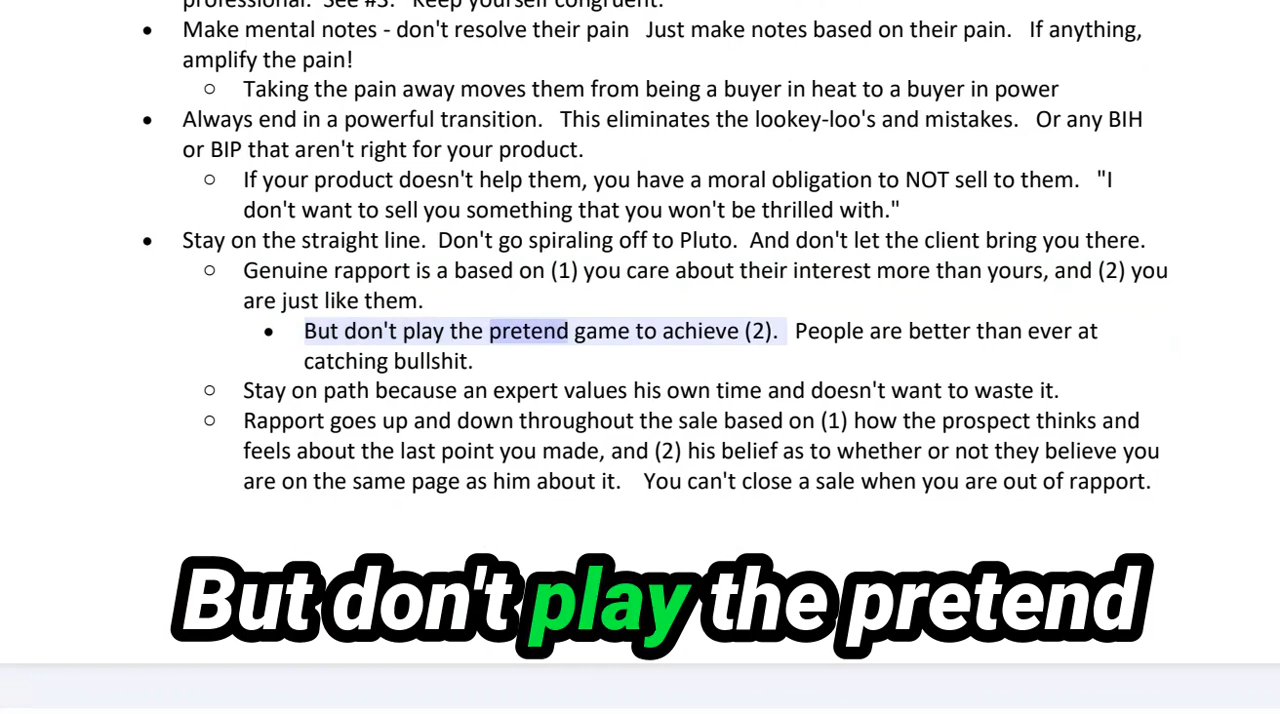 professional.  See #3.  Keep yourself congruent.
• Make mental notes - don't resolve their pain   Just make notes based on their pain.   If anything,
amplify the pain!
○ Taking the pain away moves them from being a buyer in heat to a buyer in power
• Always end in a powerful transition.   This eliminates the lookey-loo's and mistakes.   Or any BIH
or BIP that aren't right for your product.
○ If your product doesn't help them, you have a moral obligation to NOT sell to them.   "I
don't want to sell you something that you won't be thrilled with."
• Stay on the straight line.  Don't go spiraling off to Pluto.  And don't let the client bring you there.
○ Genuine rapport is a based on (1) you care about their interest more than yours, and (2) you
are just like them.
• But don't play the pretend game to achieve (2).   People are better than ever at
catching bullshit.
○ Stay on path because an expert values his own time and doesn't want to waste it.
○ Rapport goes up and down throughout the sale based on (1) how the prospect thinks and
feels about the last point you made, and (2) his belief as to whether or not they believe you
are on the same page as him about it.    You can't close a sale when you are out of rapport.
But don't play the pretend